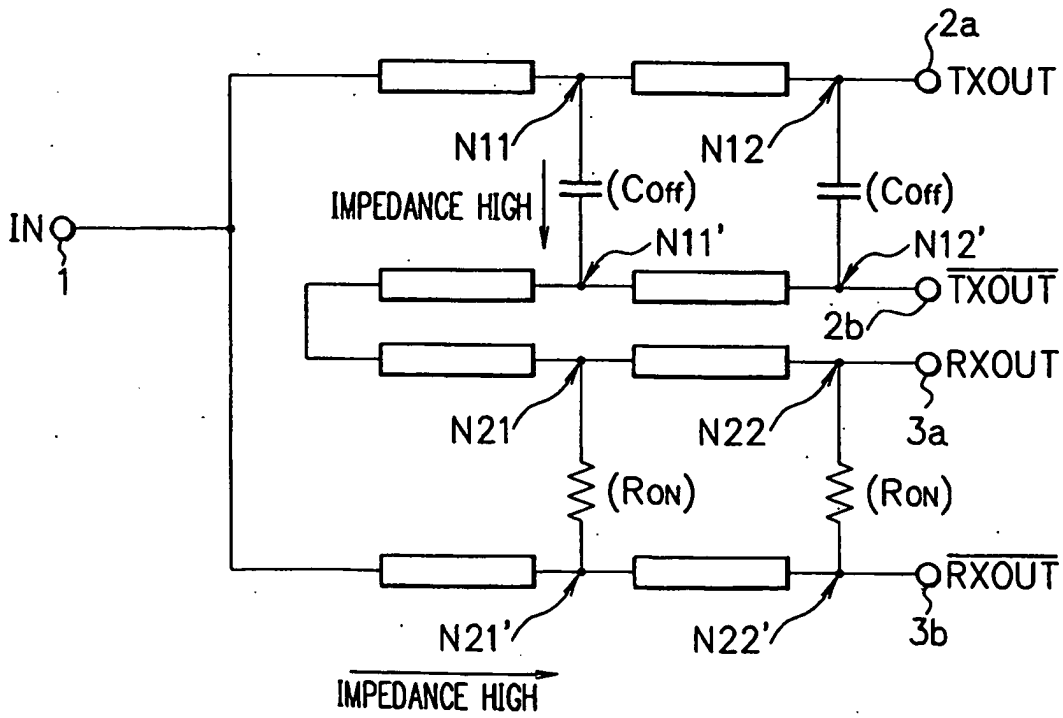 2a
TXOUT
N11
N12
IMPEDANCE HIGH
(Coff)
(Coff)
IN
1
N11'
N12'
TXOUT
2b
RXOUT
N21
N22
3a
(RON)
(RON)
RXOUT
N21'
N22'
3b
IMPEDANCE HIGH